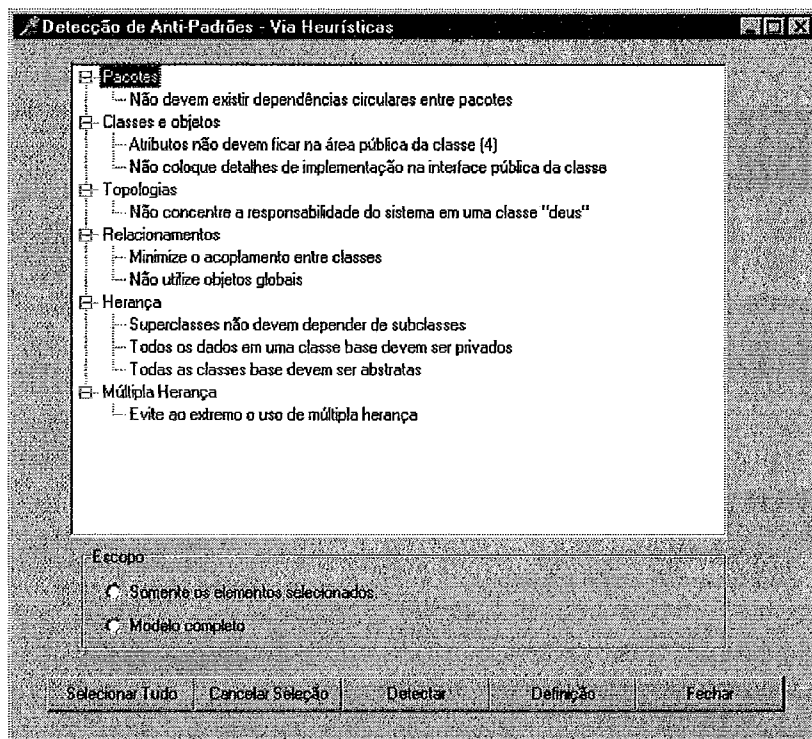 Detecção de Anti-Padrões - Via Heurísticas
Pacotes
Não devem existir dependências circulares entre pacotes
Classes e objetos
Atributos não devem ficar na área pública da classe (4)
Não coloque detalhes de implementação na interface pública da classe
Topologias
Não concentre a responsabilidade do sistema em uma classe "deus"
Relacionamentos
Minimize o acoplamento entre classes
Não utilize objetos globais
Herança
Superclasses não devem depender de subclasses
Todos os dados em uma classe base devem ser privados
Todas as classes base devem ser abstratas
Múltipla Herança
Evite ao extremo o uso de múltipla herança
Escopo
Somente os elementos selecionados
Modelo completo
Selecionar Tudo Cancelar Seleção Detectar Definição Fechar